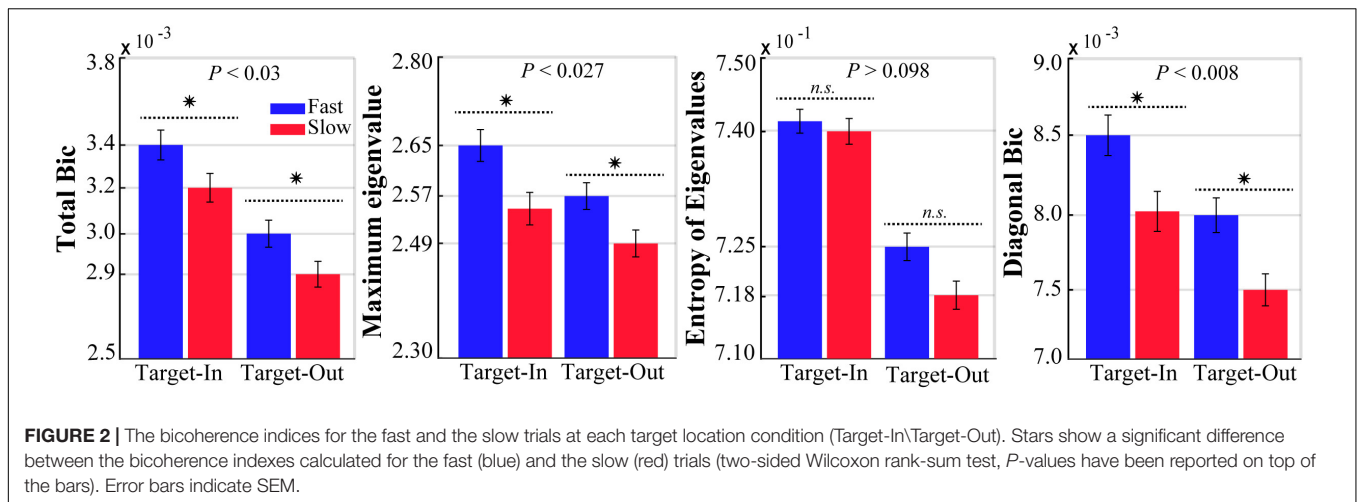 x 10⁻³
3.8
3.4
3.2
3.0
2.9
2.5
Total Bic
P < 0.03
✷
✷
Fast
Slow
Target-In Target-Out
2.80
2.65
2.57
2.49
2.30
Maximum eigenvalue
P < 0.027
✷
✷
Target-In Target-Out
x 10⁻¹
7.50
7.40
7.25
7.18
7.10
Entropy of Eigenvalues
P > 0.098
n.s.
n.s.
Target-In Target-Out
x 10⁻³
9.0
8.5
8.0
7.5
7.0
Diagonal Bic
P < 0.008
✷
✷
Target-In Target-Out
FIGURE 2 | The bicoherence indices for the fast and the slow trials at each target location condition (Target-In\Target-Out). Stars show a significant difference
between the bicoherence indexes calculated for the fast (blue) and the slow (red) trials (two-sided Wilcoxon rank-sum test, P-values have been reported on top of
the bars). Error bars indicate SEM.